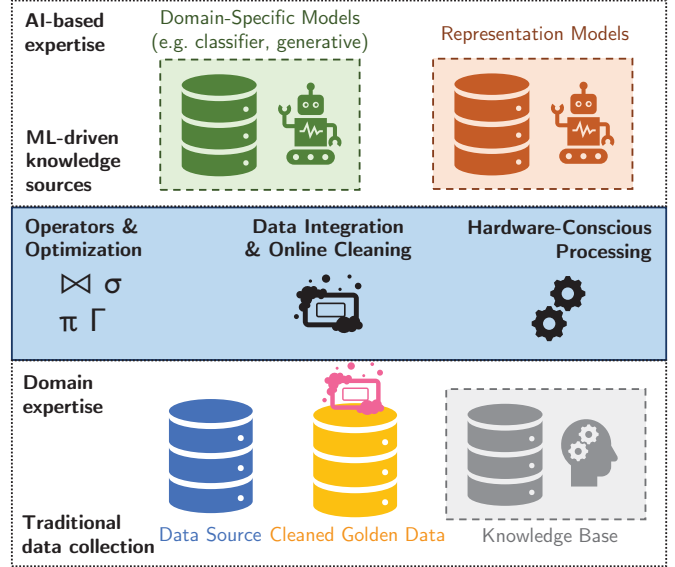 AI-based
expertise
Domain-Specific Models
(e.g. classifier, generative)
Representation Models
ML-driven
knowledge
sources
Operators &
Optimization
⋈ σ
π Γ
Data Integration
& Online Cleaning
Hardware-Conscious
Processing
Domain
expertise
Traditional
data collection
Data Source
Cleaned Golden Data
Knowledge Base